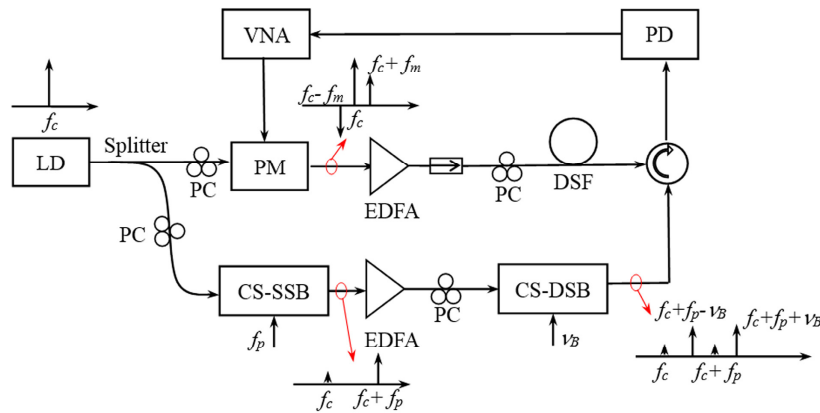 VNA
PD
f_c
f_c - f_m
f_c + f_m
f_c
Splitter
LD
PC
PM
EDFA
PC
DSF
PC
CS-SSB
f_p
EDFA
PC
CS-DSB
ν_B
f_c
f_c + f_p
f_c+f_p-ν_B
f_c+f_p+ν_B
f_c
f_c+f_p